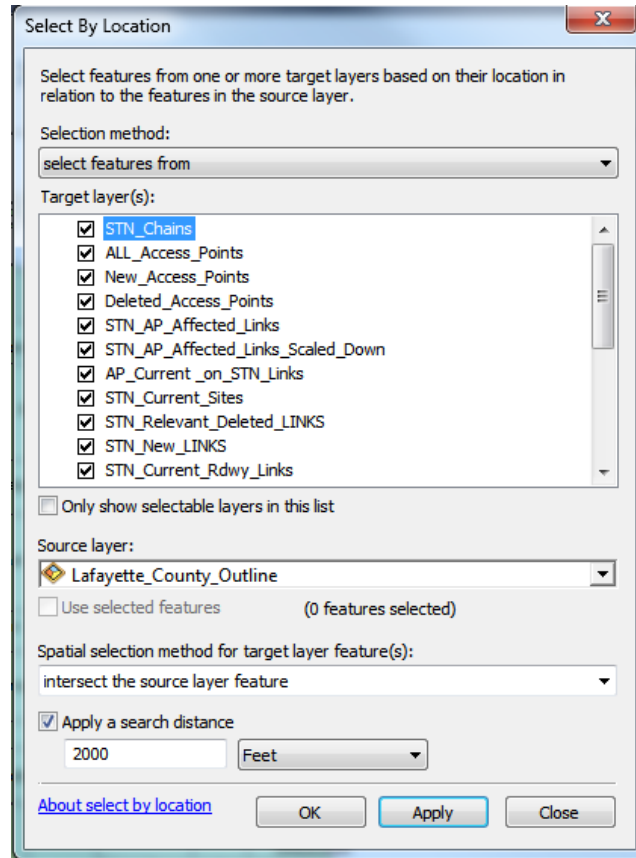 Select By Location
Select features from one or more target layers based on their location in
relation to the features in the source layer.
Selection method:
select features from
Target layer(s):
STN_Chains
ALL_Access_Points
New_Access_Points
Deleted_Access_Points
STN_AP_Affected_Links
STN_AP_Affected_Links_Scaled_Down
AP_Current _on_STN_Links
STN_Current_Sites
STN_Relevant_Deleted_LINKS
STN_New_LINKS
STN_Current_Rdwy_Links
Only show selectable layers in this list
Source layer:
Lafayette_County_Outline
Use selected features (0 features selected)
Spatial selection method for target layer feature(s):
intersect the source layer feature
Apply a search distance
2000 Feet
About select by location OK Apply Close